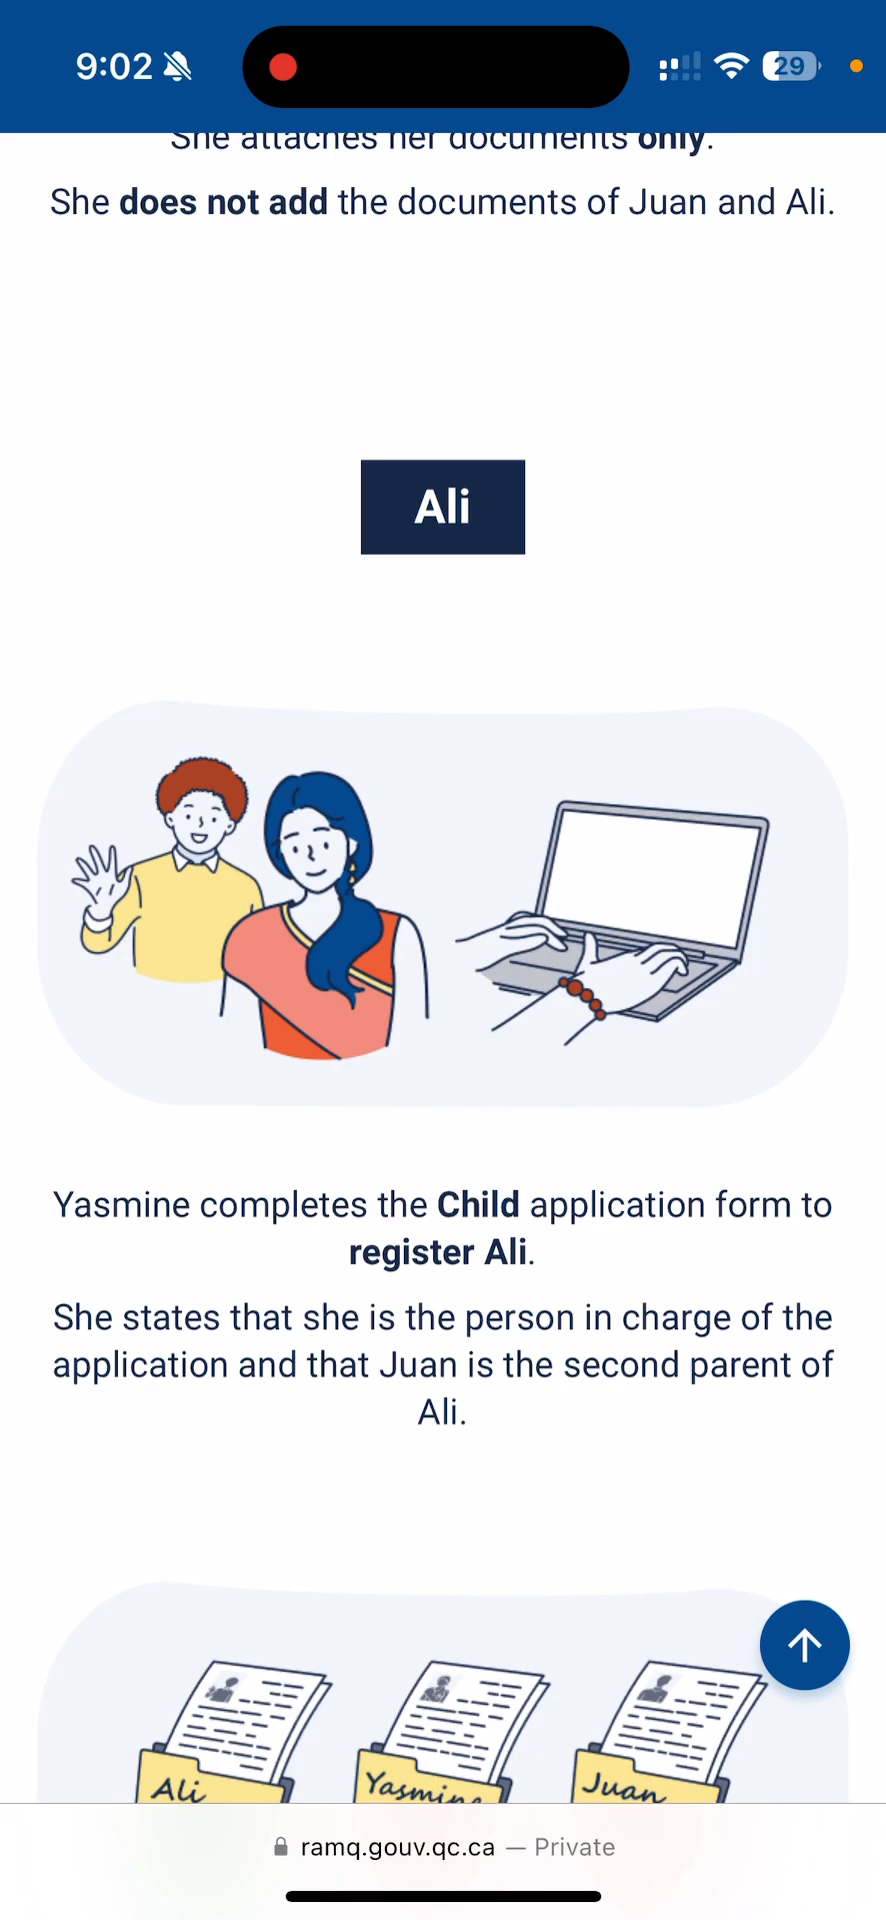 9:02
29
She attaches her documents only.
She does not add the documents of Juan and Ali.
Ali
Yasmine completes the Child application form to
register Ali.
She states that she is the person in charge of the
application and that Juan is the second parent of
Ali.
Ali Yasmine Juan
ramq.gouv.qc.ca — Private